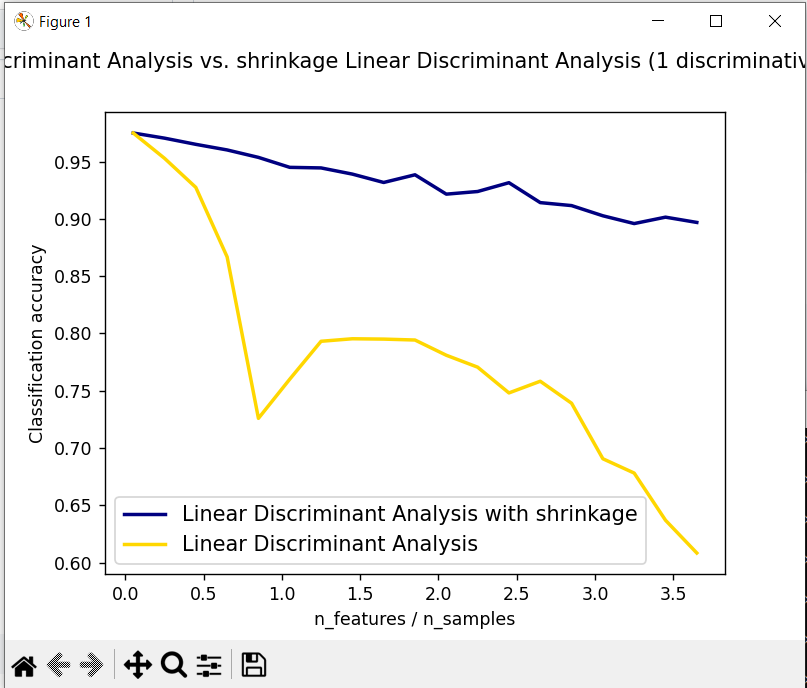 Figure 1
criminant Analysis vs. shrinkage Linear Discriminant Analysis (1 discriminativ
0.95
0.90
0.85
0.80
0.75
0.70
0.65
0.60
Classification accuracy
Linear Discriminant Analysis with shrinkage
Linear Discriminant Analysis
0.0 0.5 1.0 1.5 2.0 2.5 3.0 3.5
n_features / n_samples